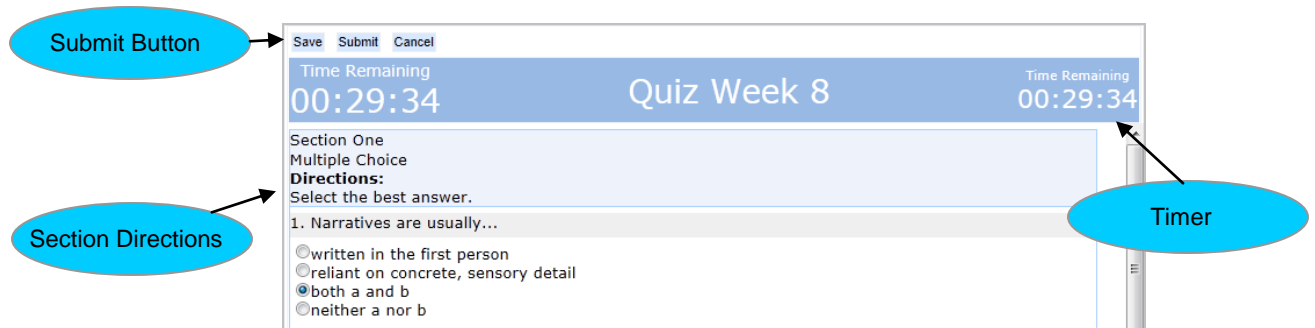 Submit Button
Save Submit Cancel
Time Remaining
00:29:34
Quiz Week 8
Time Remaining
00:29:34
Section One
Multiple Choice
Directions:
Select the best answer.
Section Directions
Timer
1. Narratives are usually...
written in the first person
reliant on concrete, sensory detail
both a and b
neither a nor b